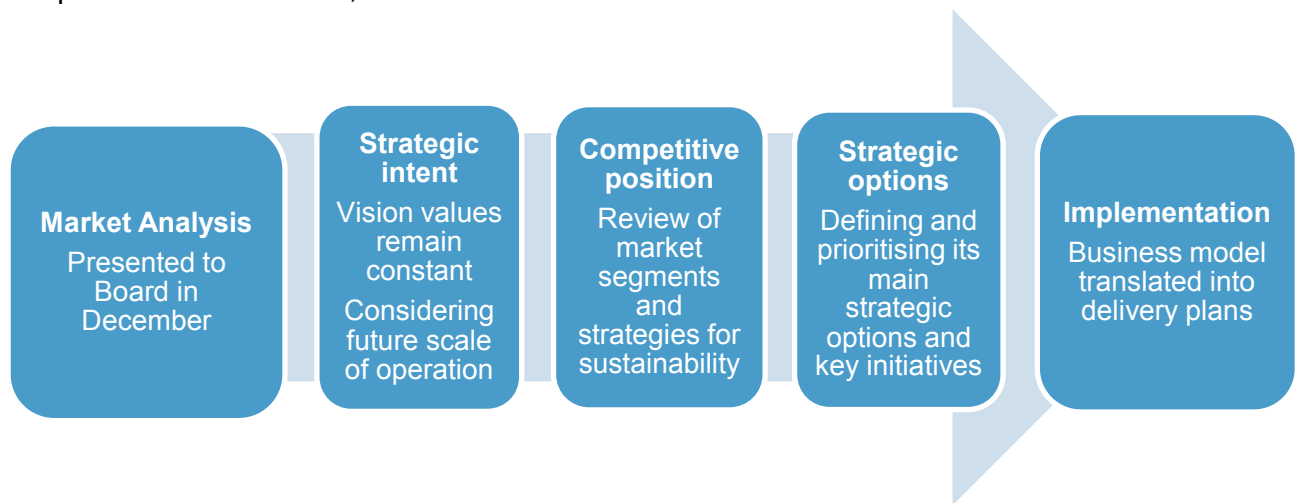 Market Analysis
Presented to
Board in
December
Strategic
intent
Vision values
remain
constant
Considering
future scale
of operation
Competitive
position
Review of
market
segments
and
strategies for
sustainability
Strategic
options
Defining and
prioritising its
main
strategic
options and
key initiatives
Implementation
Business model
translated into
delivery plans